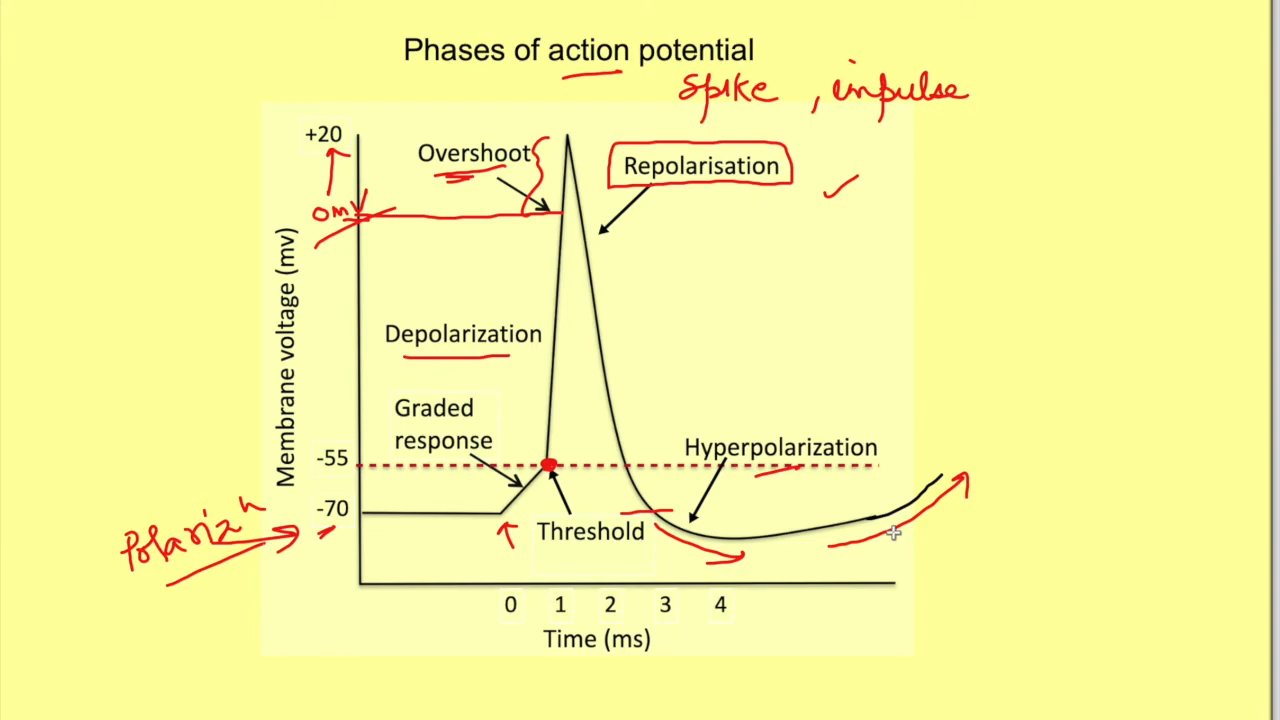 Phases of action potential
spike, impulse
+20
Overshoot
Repolarisation
0mV
Membrane voltage (mv)
Depolarization
Graded
response
Hyperpolarization
-55
-70
Polarizn
Threshold
0 1 2 3 4
Time (ms)